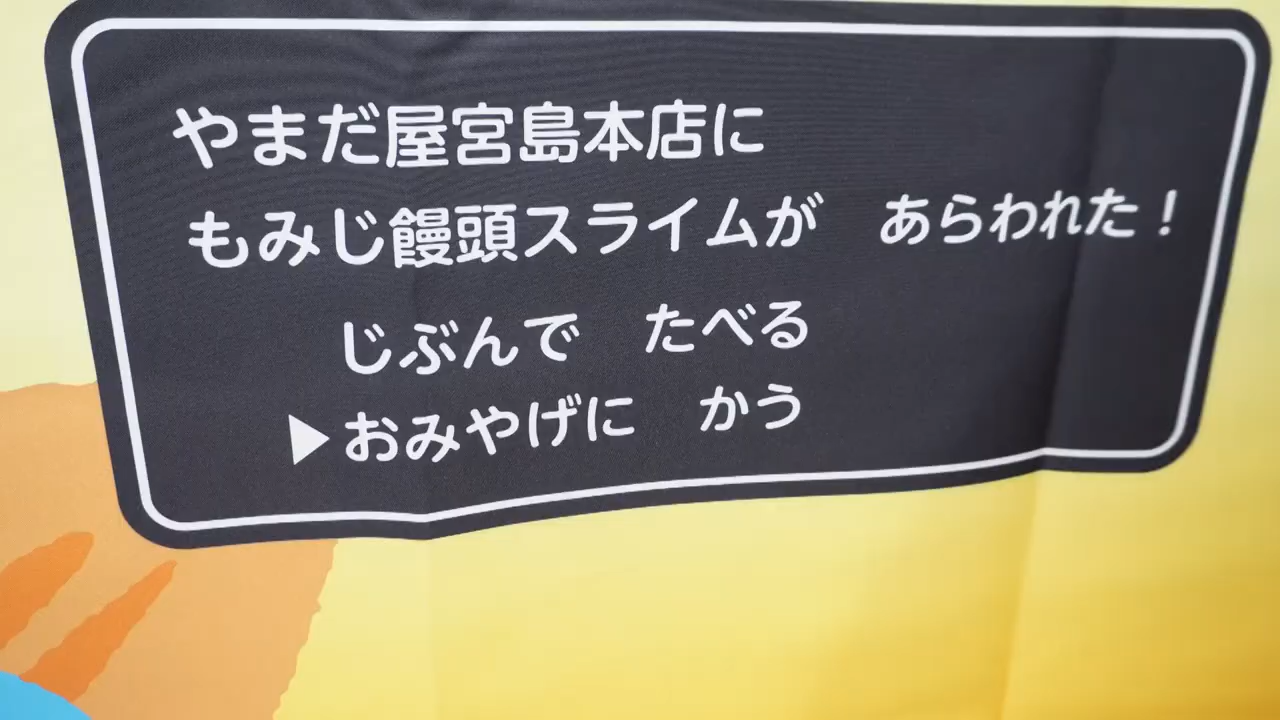 やまだ屋宮島本店に
もみじ饅頭スライムが　あらわれた！
じぶんで　たべる
▶おみやげに　かう